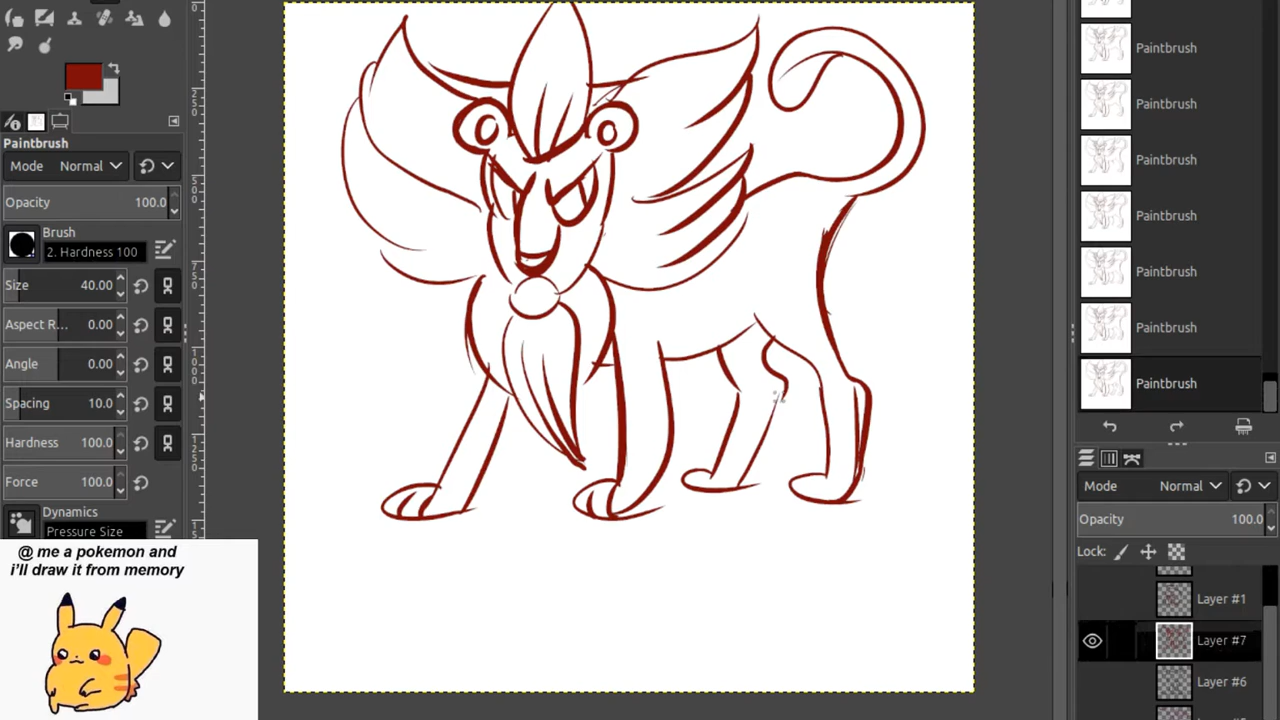 Paintbrush
Paintbrush
Paintbrush
Paintbrush
Paintbrush
Paintbrush
Paintbrush
Paintbrush
Mode Normal
Opacity 100.0
Brush
2. Hardness 100
Size 40.00
Aspect R... 0.00
Angle 0.00
Spacing 10.0
Hardness 100.0
Force 100.0
Dynamics
Pressure Size
@ me a pokemon and
i'll draw it from memory
Mode Normal
Opacity 100.0
Lock:
Layer #1
Layer #7
Layer #6